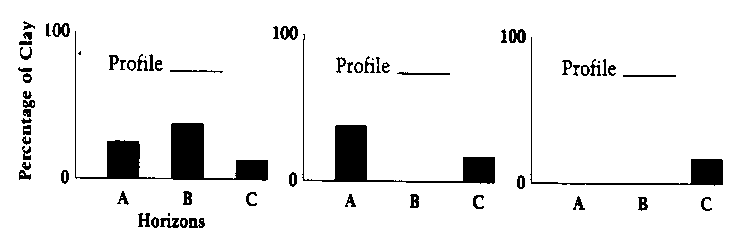 Percentage of Clay
100
Profile ______
0
A B C
Horizons
100
Profile ______
0
A B C
100
Profile ______
0
A B C